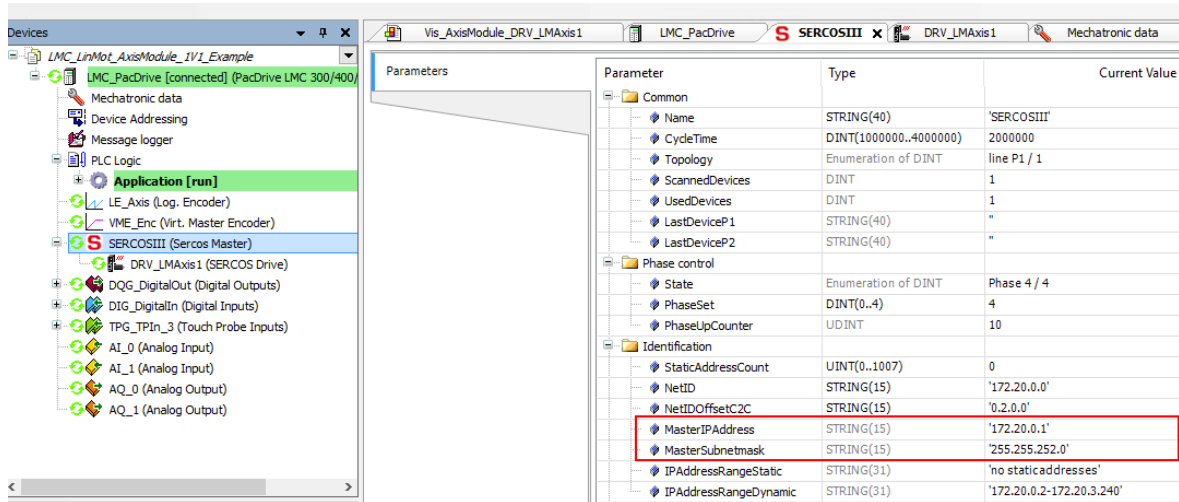 Devices
LMC_LinMot_AxisModule_1V1_Example
LMC_PacDrive [connected] (PacDrive LMC 300/400/
Mechatronic data
Device Addressing
Message logger
PLC Logic
Application [run]
LE_Axis (Log. Encoder)
VME_Enc (Virt. Master Encoder)
SERCOSIII (Sercos Master)
DRV_LMAxis1 (SERCOS Drive)
DQG_DigitalOut (Digital Outputs)
DIG_DigitalIn (Digital Inputs)
TPG_TPIn_3 (Touch Probe Inputs)
AI_0 (Analog Input)
AI_1 (Analog Input)
AQ_0 (Analog Output)
AQ_1 (Analog Output)
Vis_AxisModule_DRV_LMAxis1 LMC_PacDrive SERCOSIII DRV_LMAxis1 Mechatronic data
Parameters
Parameter Type Current Value
Common
Name STRING(40) 'SERCOSIII'
CycleTime DINT(1000000..4000000) 2000000
Topology Enumeration of DINT line P1 / 1
ScannedDevices DINT 1
UsedDevices DINT 1
LastDeviceP1 STRING(40) ''
LastDeviceP2 STRING(40) ''
Phase control
State Enumeration of DINT Phase 4 / 4
PhaseSet DINT(0..4) 4
PhaseUpCounter UDINT 10
Identification
StaticAddressCount UINT(0..1007) 0
NetID STRING(15) '172.20.0.0'
NetIDOffsetC2C STRING(15) '0.2.0.0'
MasterIPAddress STRING(15) '172.20.0.1'
MasterSubnetmask STRING(15) '255.255.252.0'
IPAddressRangeStatic STRING(31) 'no staticaddresses'
IPAddressRangeDynamic STRING(31) '172.20.0.2-172.20.3.240'